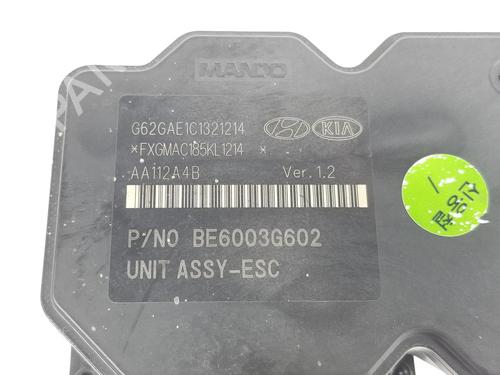 MANDO
G62GAE1C1321214
KIA
*FXGMAC185KL1214 *
AA112A4B Ver. 1.2
P/NO BE6003G602
UNIT ASSY-ESC